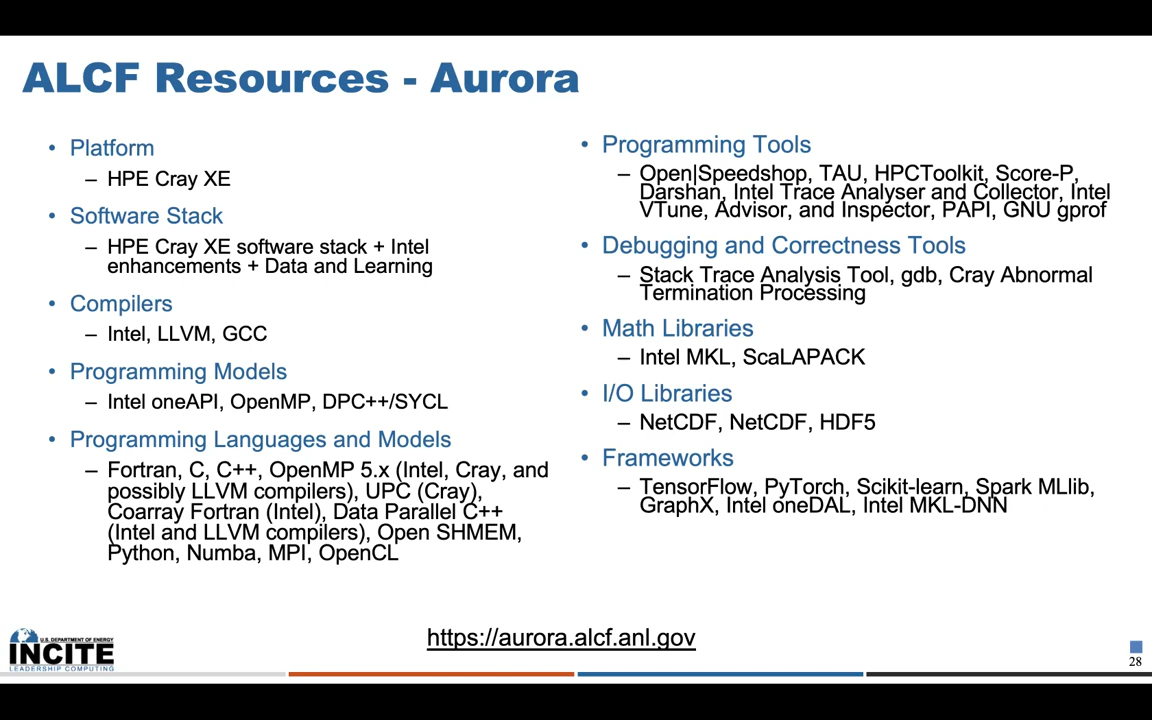 ALCF Resources - Aurora
• Platform
– HPE Cray XE
• Software Stack
– HPE Cray XE software stack + Intel
enhancements + Data and Learning
• Compilers
– Intel, LLVM, GCC
• Programming Models
– Intel oneAPI, OpenMP, DPC++/SYCL
• Programming Languages and Models
– Fortran, C, C++, OpenMP 5.x (Intel, Cray, and
possibly LLVM compilers), UPC (Cray),
Coarray Fortran (Intel), Data Parallel C++
(Intel and LLVM compilers), Open SHMEM,
Python, Numba, MPI, OpenCL
• Programming Tools
– Open|Speedshop, TAU, HPCToolkit, Score-P,
Darshan, Intel Trace Analyser and Collector, Intel
VTune, Advisor, and Inspector, PAPI, GNU gprof
• Debugging and Correctness Tools
– Stack Trace Analysis Tool, gdb, Cray Abnormal
Termination Processing
• Math Libraries
– Intel MKL, ScaLAPACK
• I/O Libraries
– NetCDF, NetCDF, HDF5
• Frameworks
– TensorFlow, PyTorch, Scikit-learn, Spark MLlib,
GraphX, Intel oneDAL, Intel MKL-DNN
U.S. DEPARTMENT OF ENERGY
INCITE
LEADERSHIP COMPUTING
https://aurora.alcf.anl.gov
28